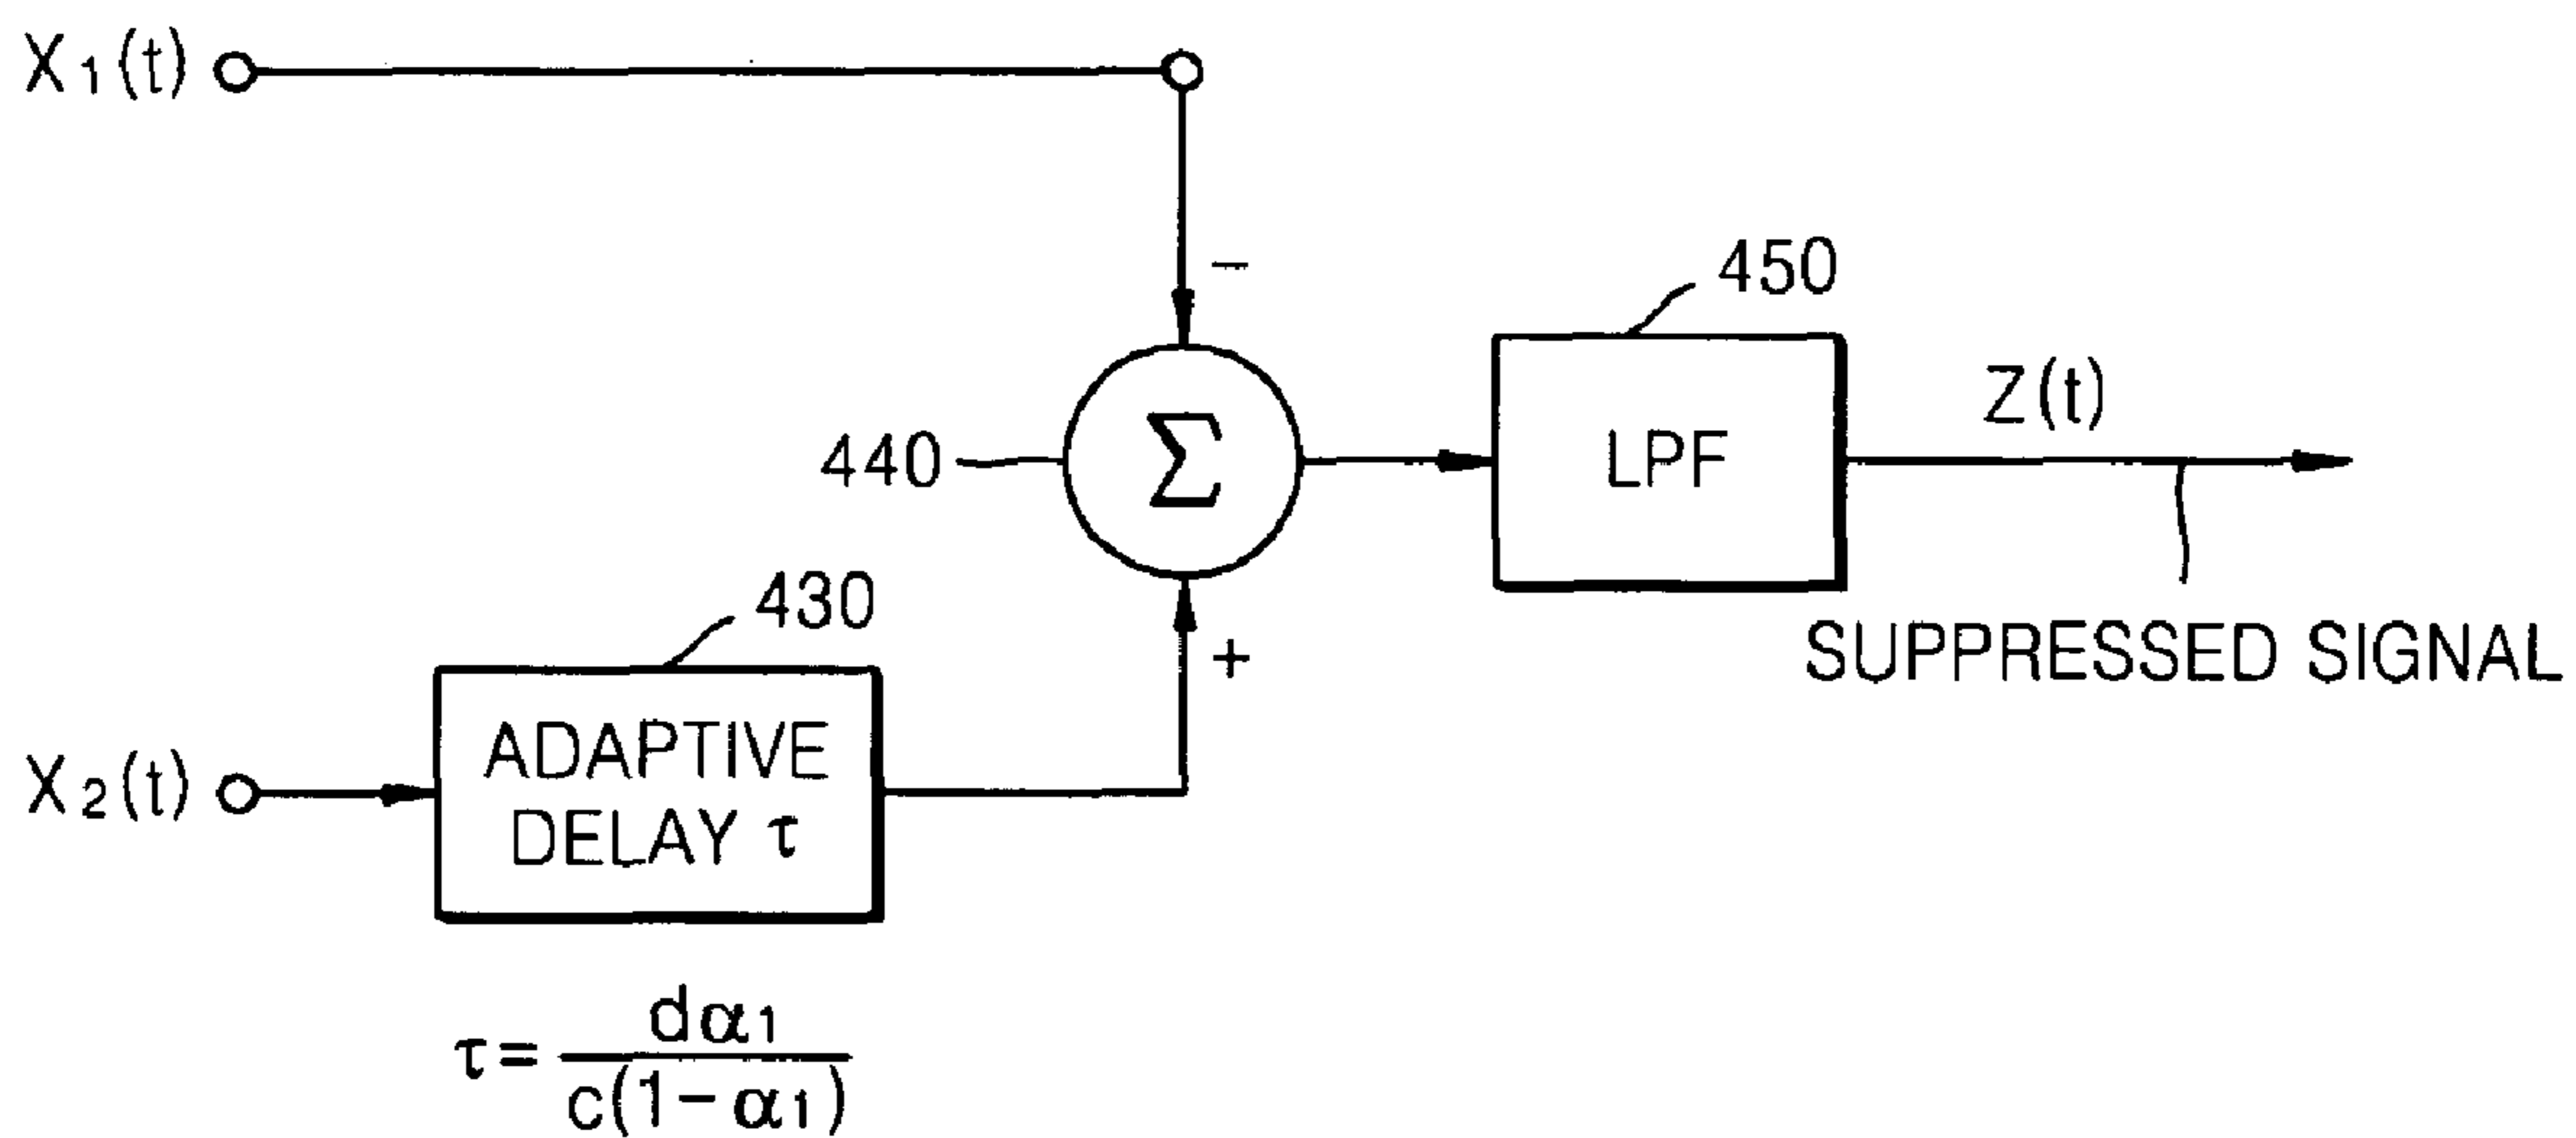 X₁(t)
−
450
Z(t)
440
Σ
LPF
430
+
SUPPRESSED SIGNAL
X₂(t)
ADAPTIVE
DELAY τ
τ = dα₁ / c(1−α₁)